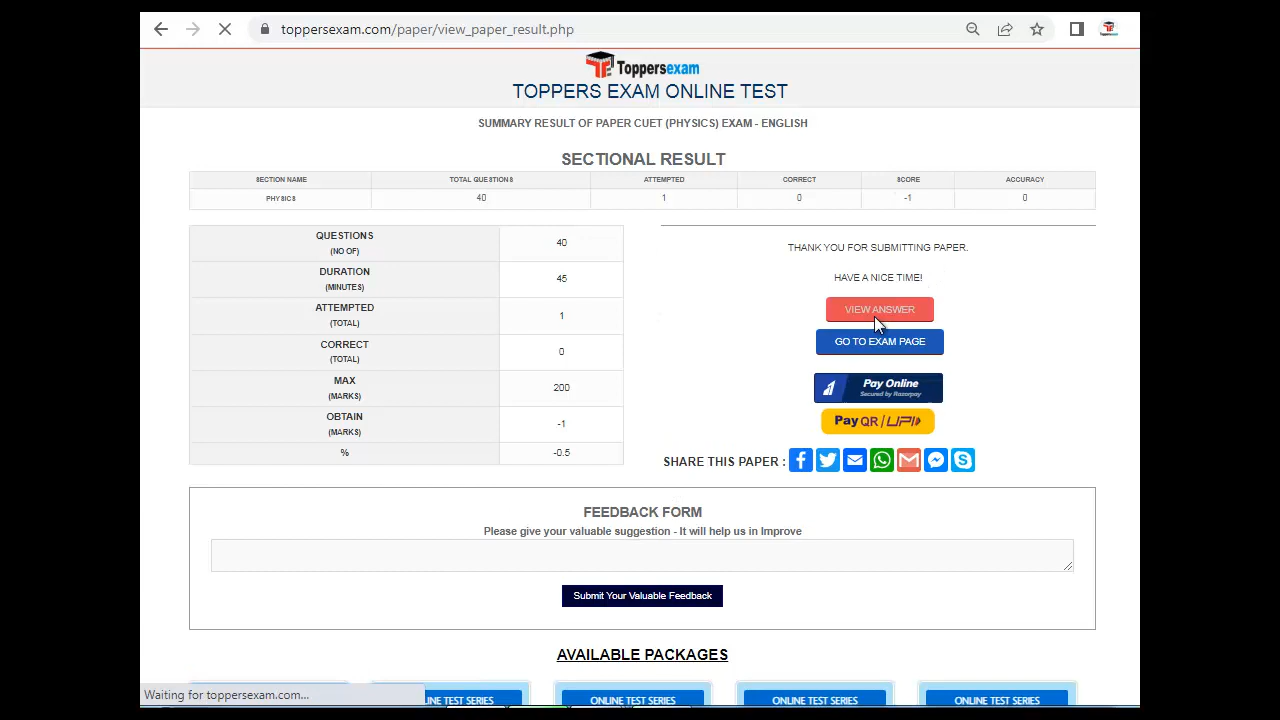 toppersexam.com/paper/view_paper_result.php
Toppersexam
TOPPERS EXAM ONLINE TEST
SUMMARY RESULT OF PAPER CUET (PHYSICS) EXAM - ENGLISH
SECTIONAL RESULT
SECTION NAME TOTAL QUESTIONS ATTEMPTED CORRECT SCORE ACCURACY
PHYSICS 40 1 0 -1 0
QUESTIONS
(NO OF)
40
DURATION
(MINUTES)
45
ATTEMPTED
(TOTAL)
1
CORRECT
(TOTAL)
0
MAX
(MARKS)
200
OBTAIN
(MARKS)
-1
%
-0.5
THANK YOU FOR SUBMITTING PAPER.
HAVE A NICE TIME!
VIEW ANSWER
GO TO EXAM PAGE
Pay Online
Secured by Razorpay
Pay QR / UPI
SHARE THIS PAPER :
FEEDBACK FORM
Please give your valuable suggestion - It will help us in Improve
Submit Your Valuable Feedback
AVAILABLE PACKAGES
ONLINE TEST SERIES ONLINE TEST SERIES ONLINE TEST SERIES
Waiting for toppersexam.com...
TEST SERIES ONLINE